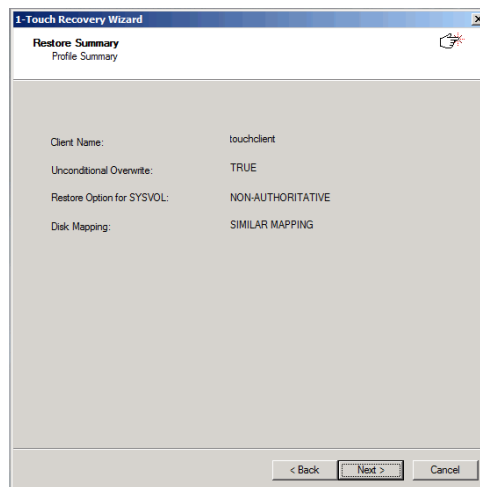 1-Touch Recovery Wizard
Restore Summary
Profile Summary
Client Name: touchclient
Unconditional Overwrite: TRUE
Restore Option for SYSVOL: NON-AUTHORITATIVE
Disk Mapping: SIMILAR MAPPING
< Back Next > Cancel